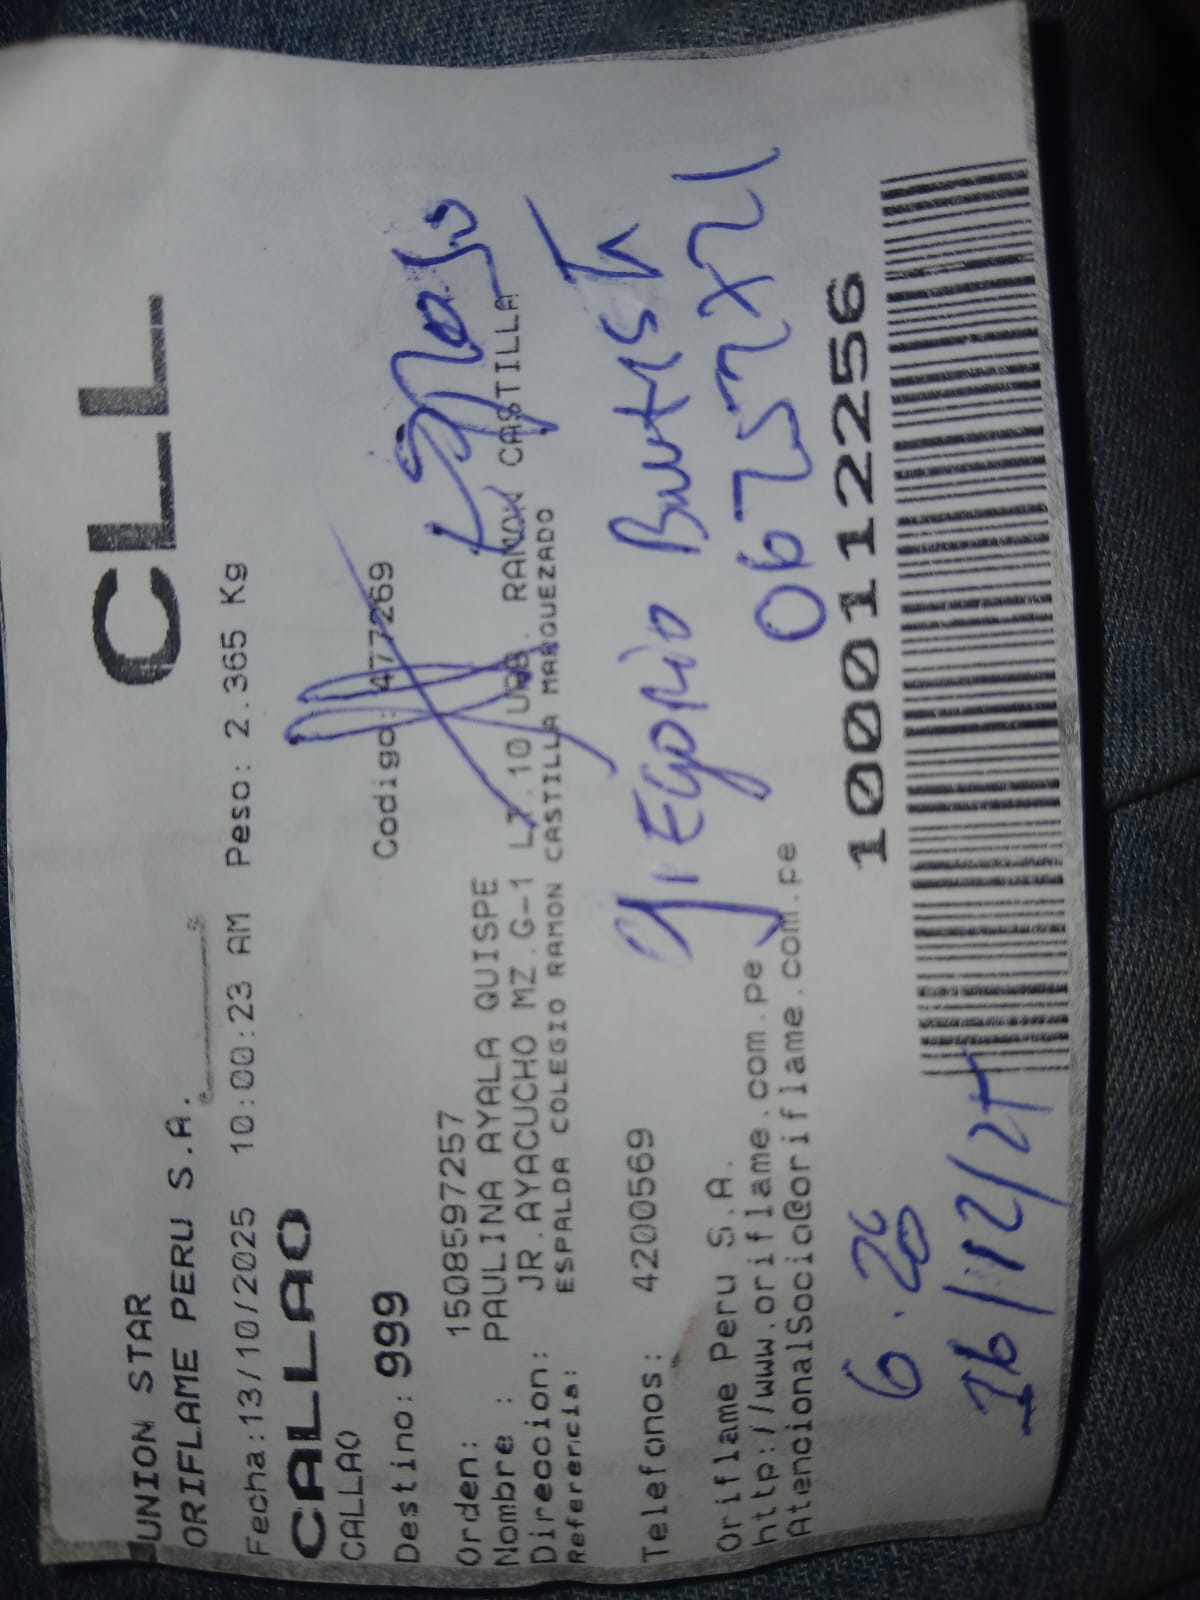 UNION STAR
ORIFLAME PERU S.A.
CLL
Fecha:13/10/2025 10:00:23 AM Peso: 2.365 Kg
CALLAO
CALLAO
Destino: 999
Codigo: 477269
Orden: 1508597257
Nombre : PAULINA AYALA QUISPE
Direccion: JR.AYACUCHO MZ.G-1 LT.10 URB. RAMON CASTILLA
Referencia: ESPALDA COLEGIO RAMON CASTILLA MARQUEZADO
Telefonos: 4200569
gregorio Bautista
Oriflame Peru S.A.
http://www.oriflame.com.pe
AtencionalSocio@oriflame.com.pe
10001112256
6.20
16/12/25